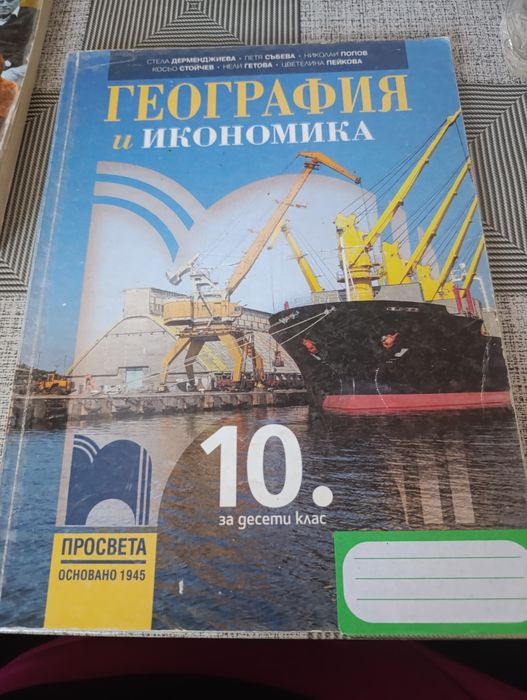 СТЕЛА ДЕРМЕНДЖИЕВА · ПЕТЯ СЪБЕВА · НИКОЛАЙ ПОПОВ
КОСЬО СТОЙЧЕВ · НЕЛИ ГЕТОВА · ЦВЕТЕЛИНА ПЕЙКОВА
ГЕОГРАФИЯ
и ИКОНОМИКА
10.
за десети клас
ПРОСВЕТА
ОСНОВАНО 1945